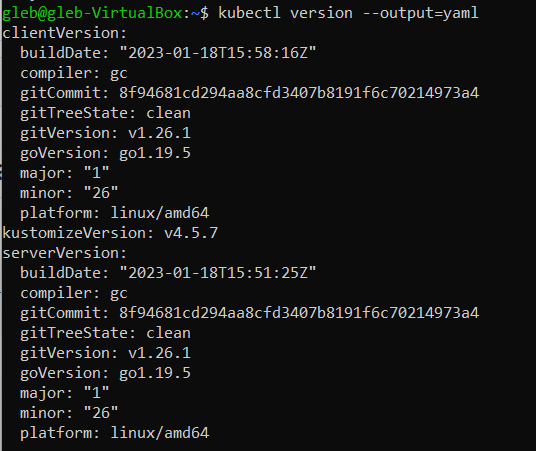 gleb@gleb-VirtualBox:~$ kubectl version --output=yaml
clientVersion:
  buildDate: "2023-01-18T15:58:16Z"
  compiler: gc
  gitCommit: 8f94681cd294aa8cfd3407b8191f6c70214973a4
  gitTreeState: clean
  gitVersion: v1.26.1
  goVersion: go1.19.5
  major: "1"
  minor: "26"
  platform: linux/amd64
kustomizeVersion: v4.5.7
serverVersion:
  buildDate: "2023-01-18T15:51:25Z"
  compiler: gc
  gitCommit: 8f94681cd294aa8cfd3407b8191f6c70214973a4
  gitTreeState: clean
  gitVersion: v1.26.1
  goVersion: go1.19.5
  major: "1"
  minor: "26"
  platform: linux/amd64